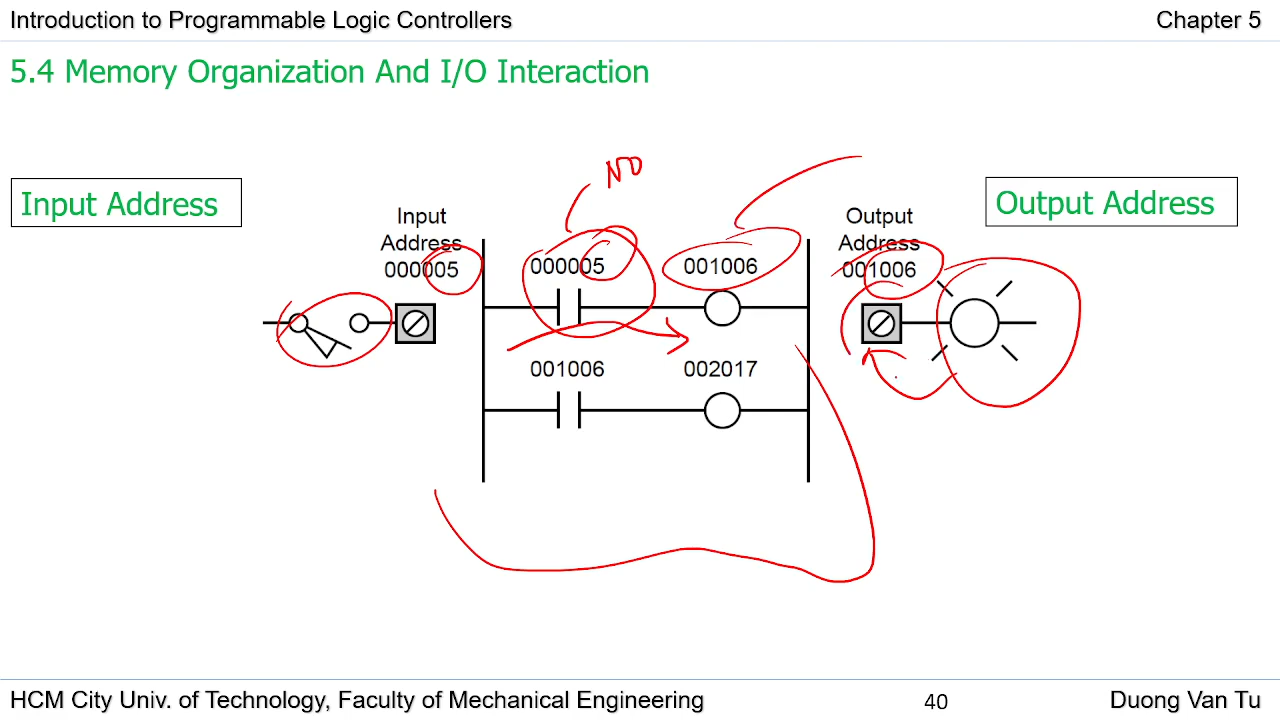 Introduction to Programmable Logic Controllers
Chapter 5
5.4 Memory Organization And I/O Interaction
NO
Input Address
Output Address
Input
Address
000005
000005
001006
Output
Address
001006
001006
002017
HCM City Univ. of Technology, Faculty of Mechanical Engineering
40
Duong Van Tu